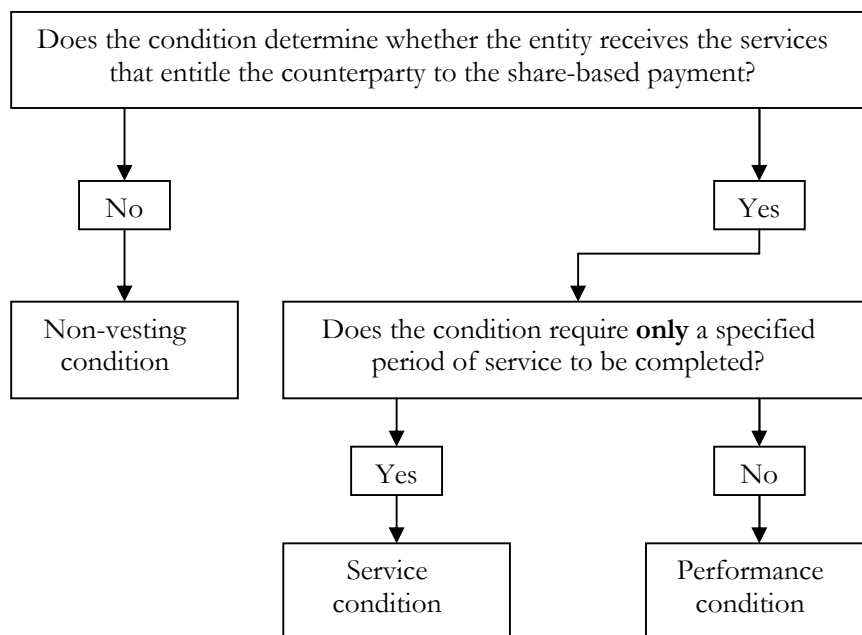 Does the condition determine whether the entity receives the services
that entitle the counterparty to the share-based payment?
No
Yes
Non-vesting
condition
Does the condition require only a specified
period of service to be completed?
Yes
No
Service
condition
Performance
condition